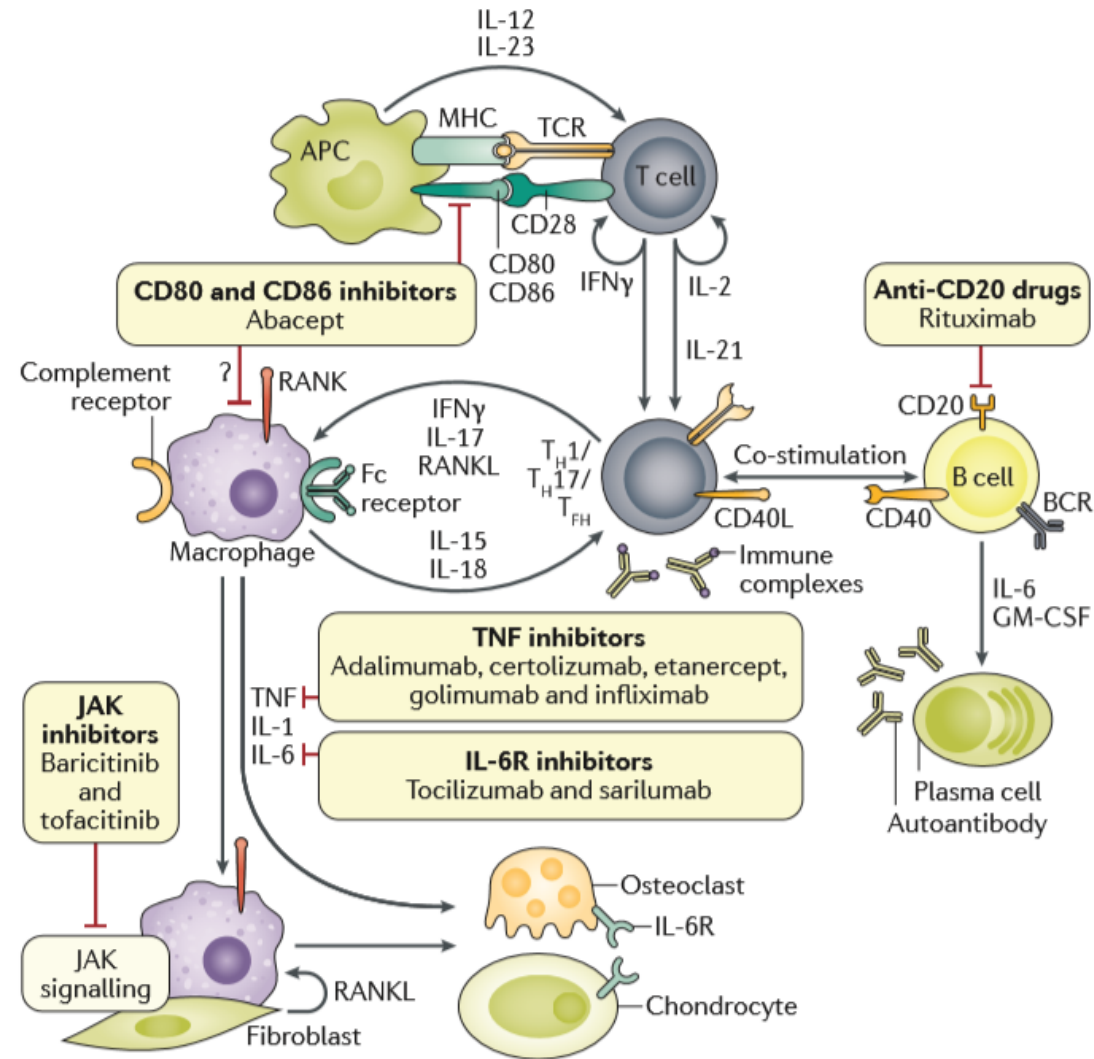 IL-12
IL-23
MHC
TCR
APC
T cell
CD28
CD80
CD86
IFNγ
IL-2
CD80 and CD86 inhibitors
Abacept
Anti-CD20 drugs
Rituximab
IL-21
?
Complement
receptor
RANK
CD20
IFNγ
IL-17
RANKL
TH1/
TH17/
TFH
Co-stimulation
B cell
Fc
receptor
CD40L
CD40
BCR
Macrophage
IL-15
IL-18
Immune
complexes
IL-6
GM-CSF
TNF inhibitors
Adalimumab, certolizumab, etanercept,
golimumab and infliximab
TNF
IL-1
IL-6
JAK
inhibitors
Baricitinib
and
tofacitinib
IL-6R inhibitors
Tocilizumab and sarilumab
Plasma cell
Autoantibody
Osteoclast
IL-6R
JAK
signalling
RANKL
Chondrocyte
Fibroblast